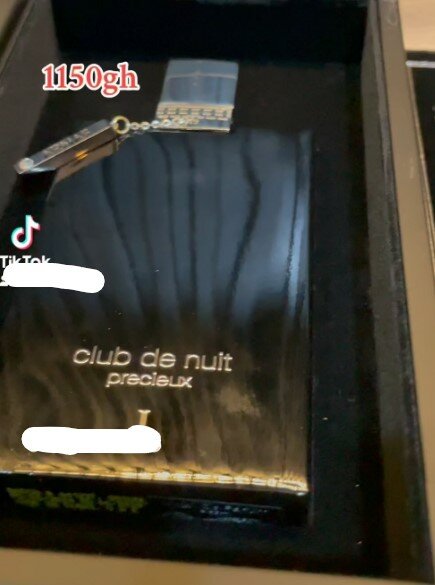 1150gh
TikTok
club de nuit
precieux
I